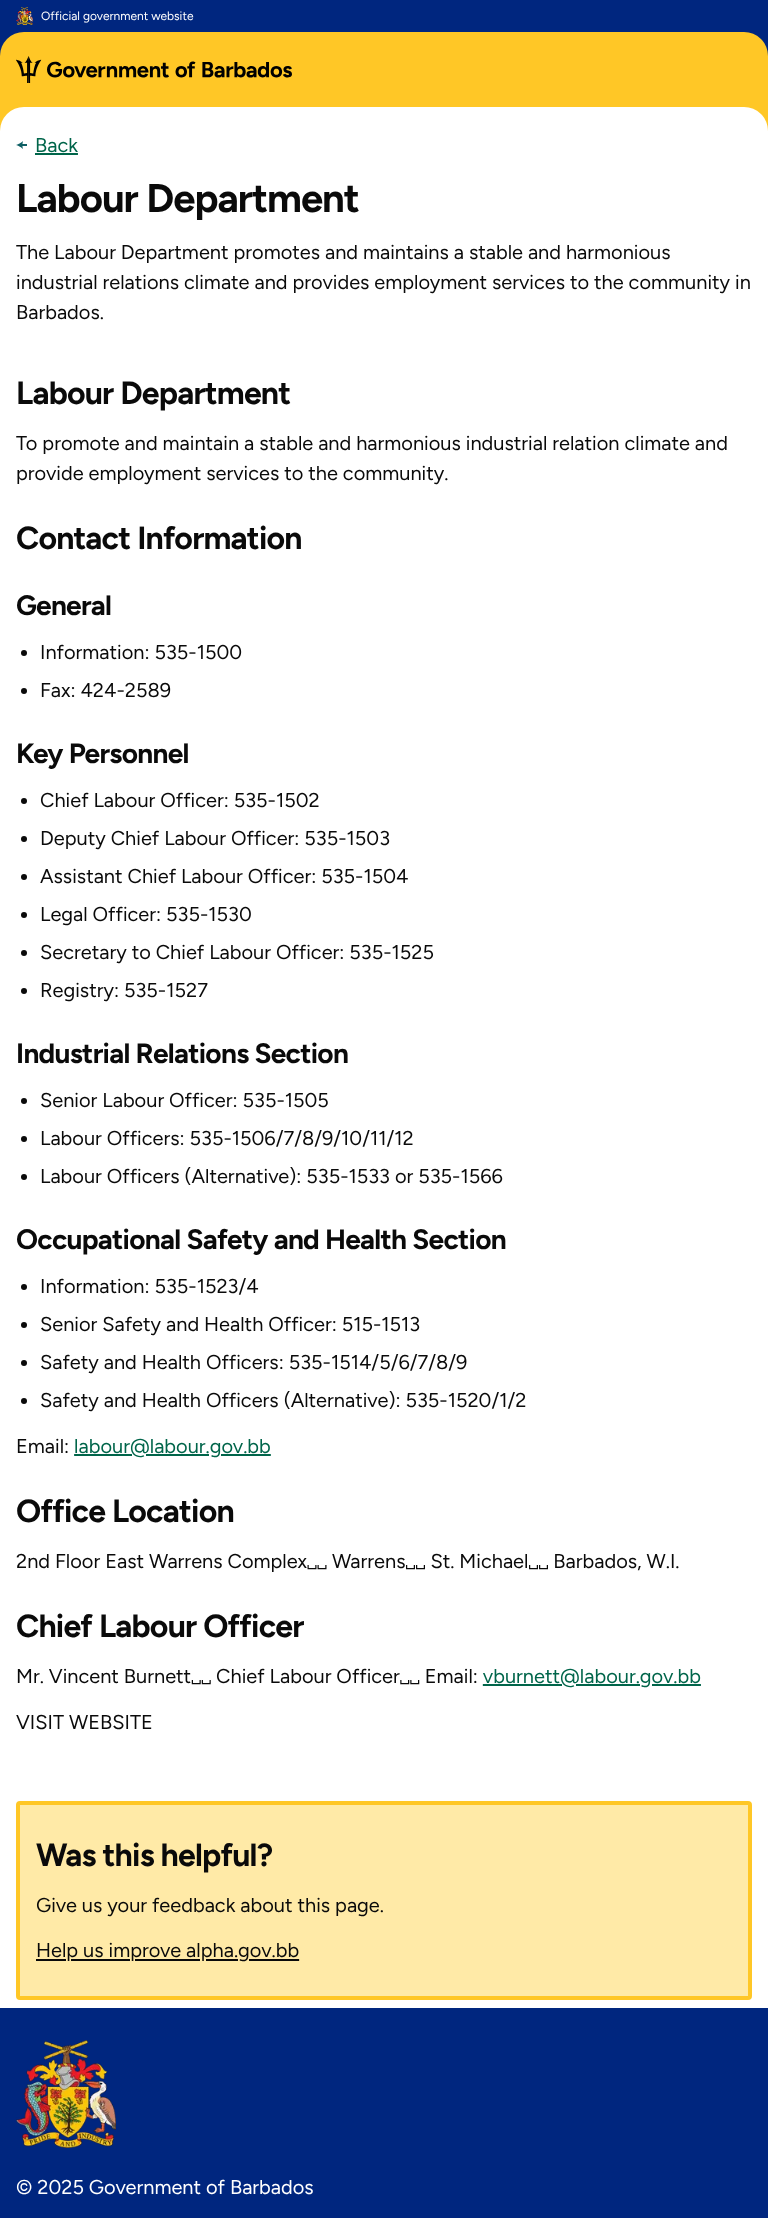 Official government website
Government of Barbados
Back
Labour Department
The Labour Department promotes and maintains a stable and harmonious
industrial relations climate and provides employment services to the community in
Barbados.
Labour Department
To promote and maintain a stable and harmonious industrial relation climate and
provide employment services to the community.
Contact Information
General
• Information: 535-1500
• Fax: 424-2589
Key Personnel
• Chief Labour Officer: 535-1502
• Deputy Chief Labour Officer: 535-1503
• Assistant Chief Labour Officer: 535-1504
• Legal Officer: 535-1530
• Secretary to Chief Labour Officer: 535-1525
• Registry: 535-1527
Industrial Relations Section
• Senior Labour Officer: 535-1505
• Labour Officers: 535-1506/7/8/9/10/11/12
• Labour Officers (Alternative): 535-1533 or 535-1566
Occupational Safety and Health Section
• Information: 535-1523/4
• Senior Safety and Health Officer: 515-1513
• Safety and Health Officers: 535-1514/5/6/7/8/9
• Safety and Health Officers (Alternative): 535-1520/1/2
Email: labour@labour.gov.bb
Office Location
2nd Floor East Warrens Complex␣␣ Warrens␣␣ St. Michael␣␣ Barbados, W.I.
Chief Labour Officer
Mr. Vincent Burnett␣␣ Chief Labour Officer␣␣ Email: vburnett@labour.gov.bb
VISIT WEBSITE
Was this helpful?
Give us your feedback about this page.
Help us improve alpha.gov.bb
PRIDE AND INDUSTRY
© 2025 Government of Barbados